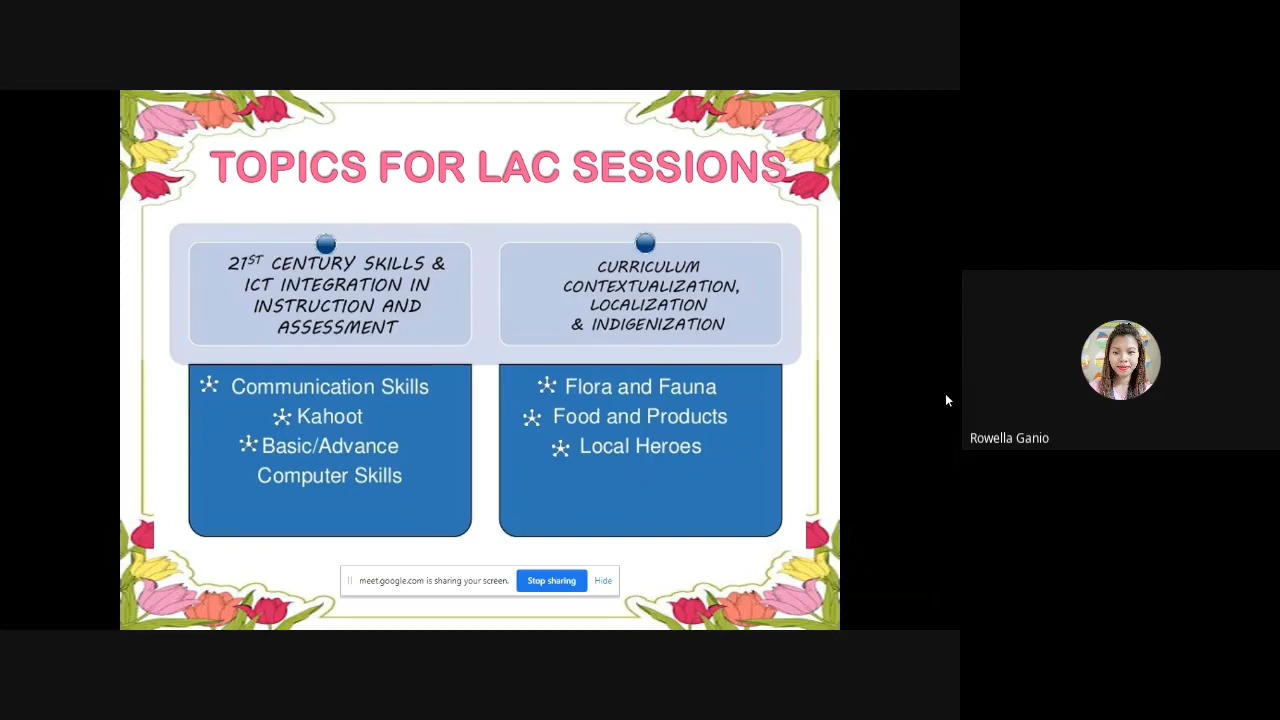 TOPICS FOR LAC SESSIONS
21ST CENTURY SKILLS &
ICT INTEGRATION IN
INSTRUCTION AND
ASSESSMENT
Communication Skills
Kahoot
Basic/Advance
Computer Skills
CURRICULUM
CONTEXTUALIZATION,
LOCALIZATION
& INDIGENIZATION
Flora and Fauna
Food and Products
Local Heroes
meet.google.com is sharing your screen. Stop sharing Hide
Rowella Ganio